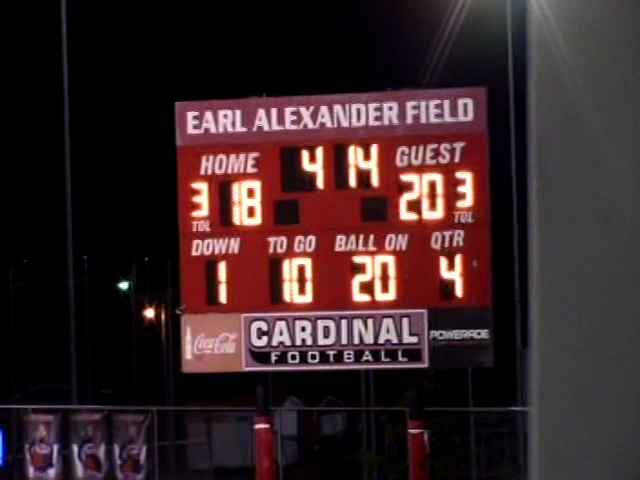 EARL ALEXANDER FIELD
HOME 4 14 GUEST
3 18 20 3
TOL TOL
DOWN TO GO BALL ON QTR
1 10 20 4
Coca-Cola CARDINAL POWERADE
FOOTBALL